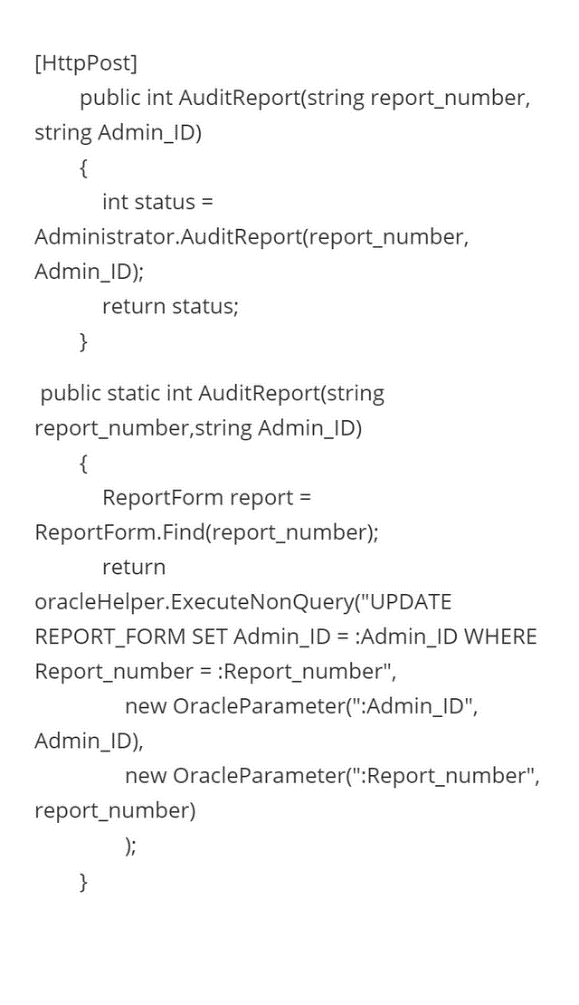 [HttpPost]
public int AuditReport(string report_number,
string Admin_ID)
{
int status =
Administrator.AuditReport(report_number,
Admin_ID);
return status;
}
public static int AuditReport(string
report_number,string Admin_ID)
{
ReportForm report =
ReportForm.Find(report_number);
return
oracleHelper.ExecuteNonQuery("UPDATE
REPORT_FORM SET Admin_ID = :Admin_ID WHERE
Report_number = :Report_number",
new OracleParameter(":Admin_ID",
Admin_ID),
new OracleParameter(":Report_number",
report_number)
);
}